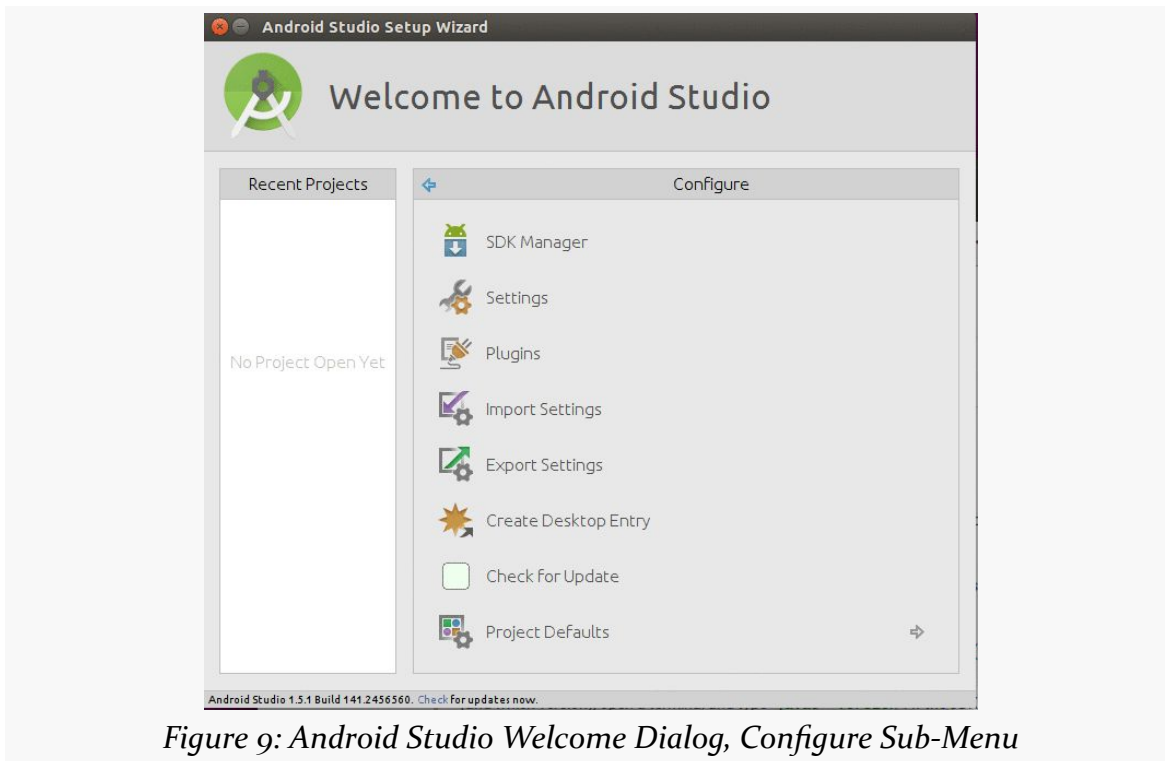 Android Studio Setup Wizard
Welcome to Android Studio
Recent Projects
Configure
No Project Open Yet
SDK Manager
Settings
Plugins
Import Settings
Export Settings
Create Desktop Entry
Check for Update
Project Defaults
Android Studio 1.5.1 Build 141.2456560. Check for updates now.
Figure 9: Android Studio Welcome Dialog, Configure Sub-Menu